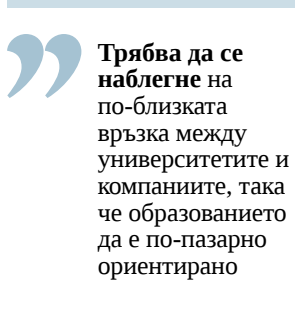 Трябва да се
наблегне на
по-близката
връзка между
университетите и
компаниите, така
че образованието
да е по-пазарно
ориентирано